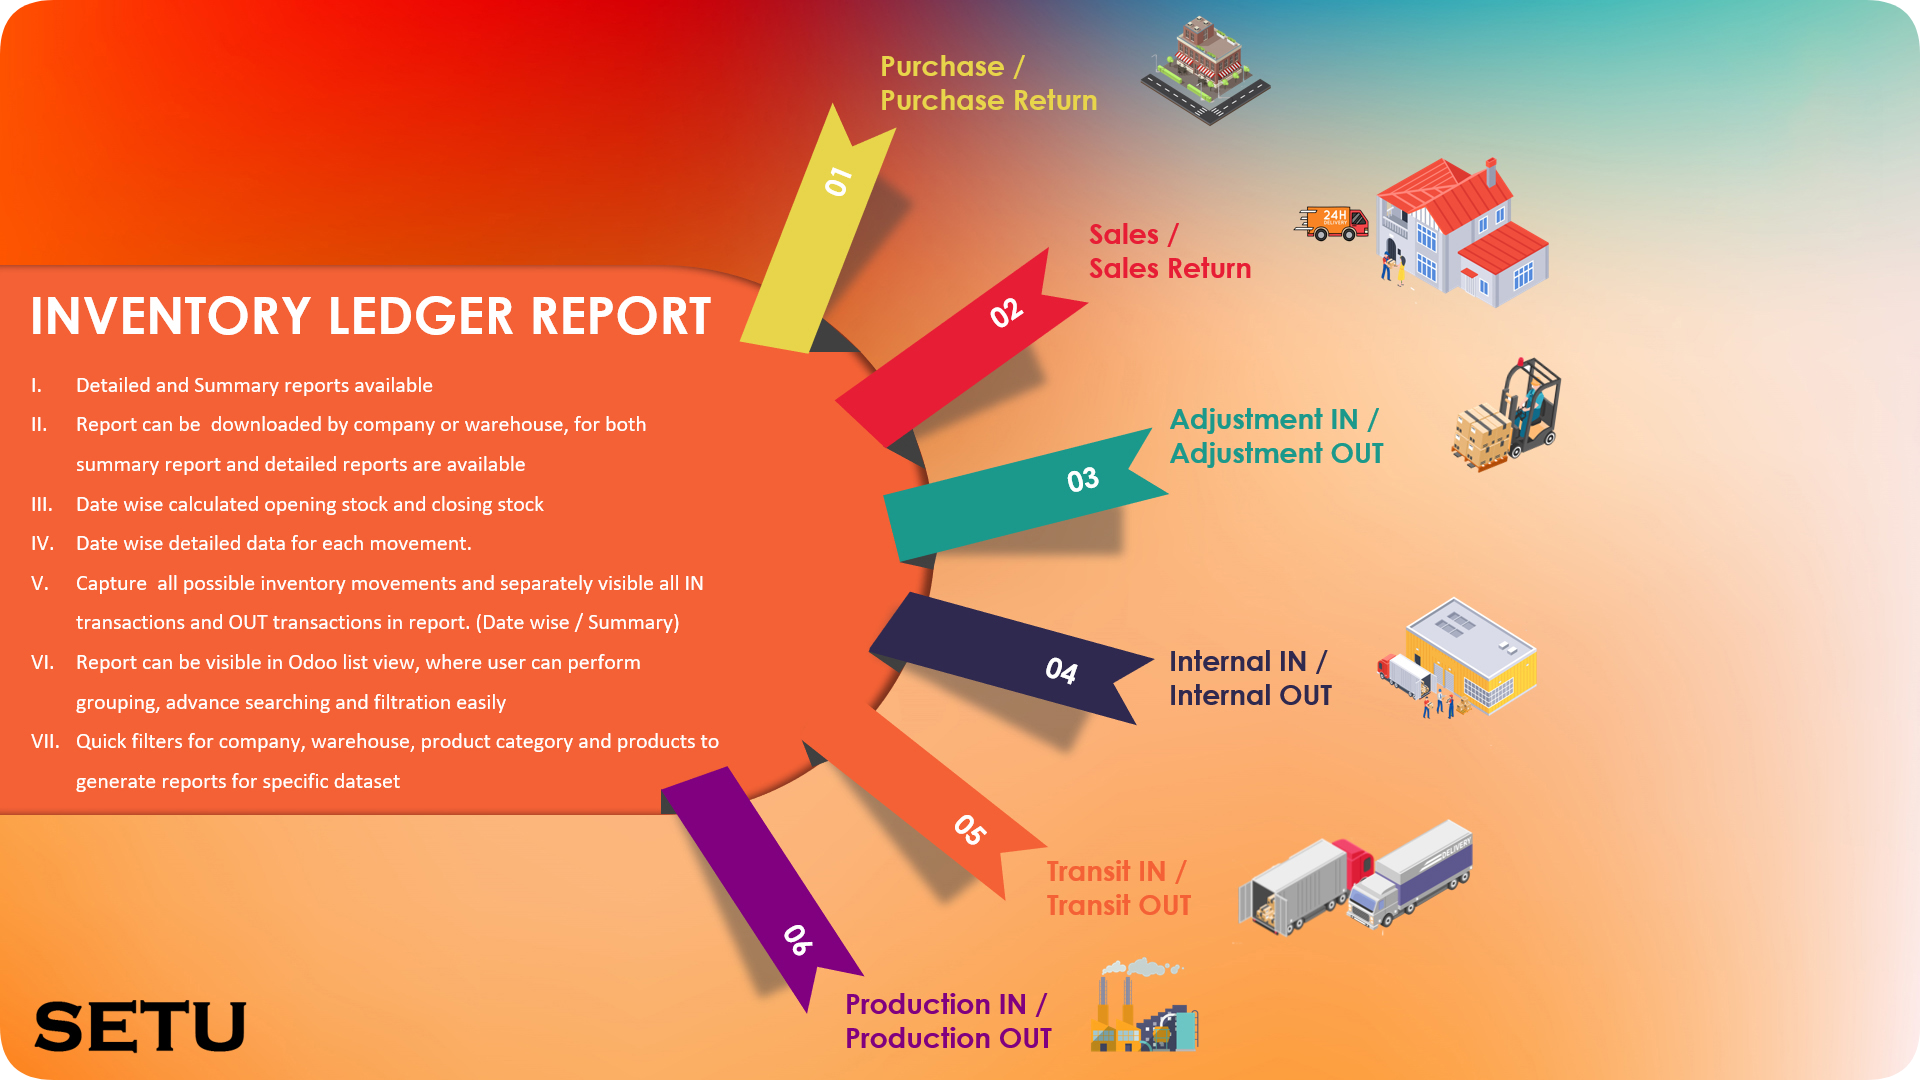 INVENTORY LEDGER REPORT
I. Detailed and Summary reports available
II. Report can be  downloaded by company or warehouse, for both
summary report and detailed reports are available
III. Date wise calculated opening stock and closing stock
IV. Date wise detailed data for each movement.
V. Capture  all possible inventory movements and separately visible all IN
transactions and OUT transactions in report. (Date wise / Summary)
VI. Report can be visible in Odoo list view, where user can perform
grouping, advance searching and filtration easily
VII. Quick filters for company, warehouse, product category and products to
generate reports for specific dataset
01
Purchase /
Purchase Return
02
Sales /
Sales Return
24H
DELIVERY
03
Adjustment IN /
Adjustment OUT
04
Internal IN /
Internal OUT
05
Transit IN /
Transit OUT
DELIVERY
06
Production IN /
Production OUT
SETU